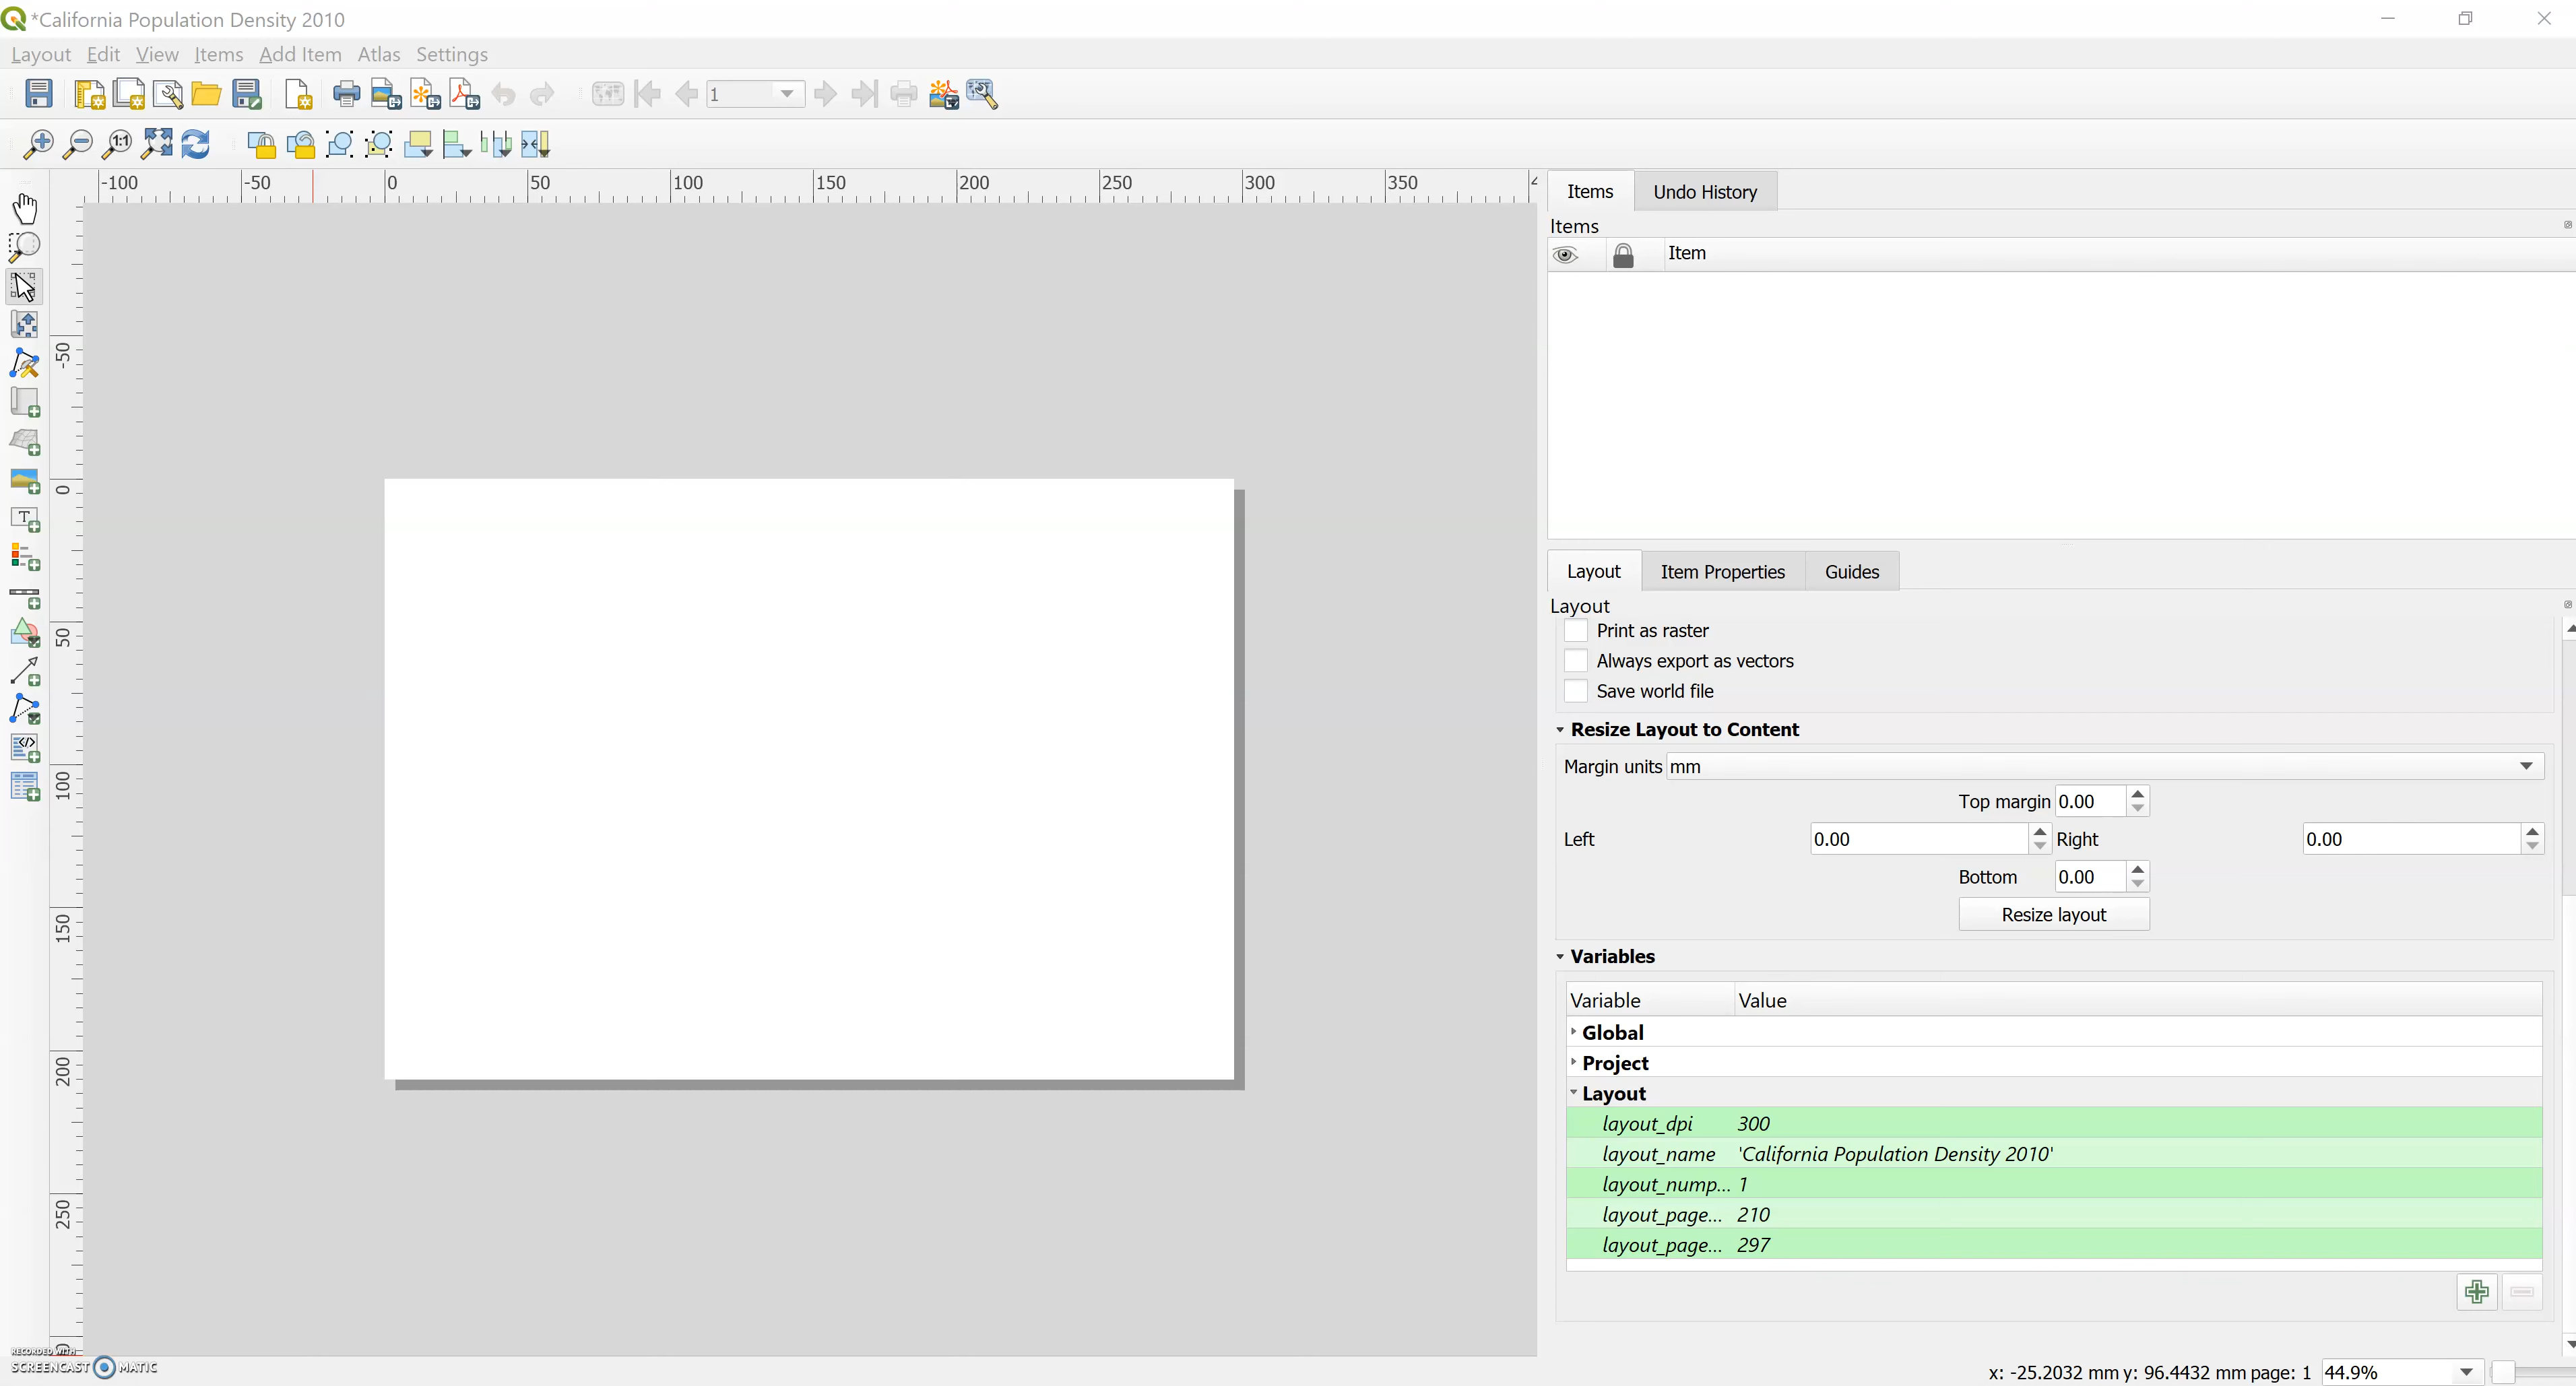 *California Population Density 2010
Layout Edit View Items Add Item Atlas Settings
1
1:1
-100 -50 0 50 100 150 200 250 300 350
-50
0
50
100
150
200
250
Items Undo History
Items
Item
Layout Item Properties Guides
Layout
Print as raster
Always export as vectors
Save world file
Resize Layout to Content
Margin units mm
Top margin 0.00
Left 0.00 Right 0.00
Bottom 0.00
Resize layout
Variables
Variable Value
Global
Project
Layout
layout_dpi 300
layout_name 'California Population Density 2010'
layout_nump... 1
layout_page... 210
layout_page... 297
RECORDED WITH
SCREENCAST MATIC
x: -25.2032 mm y: 96.4432 mm page: 1 44.9%